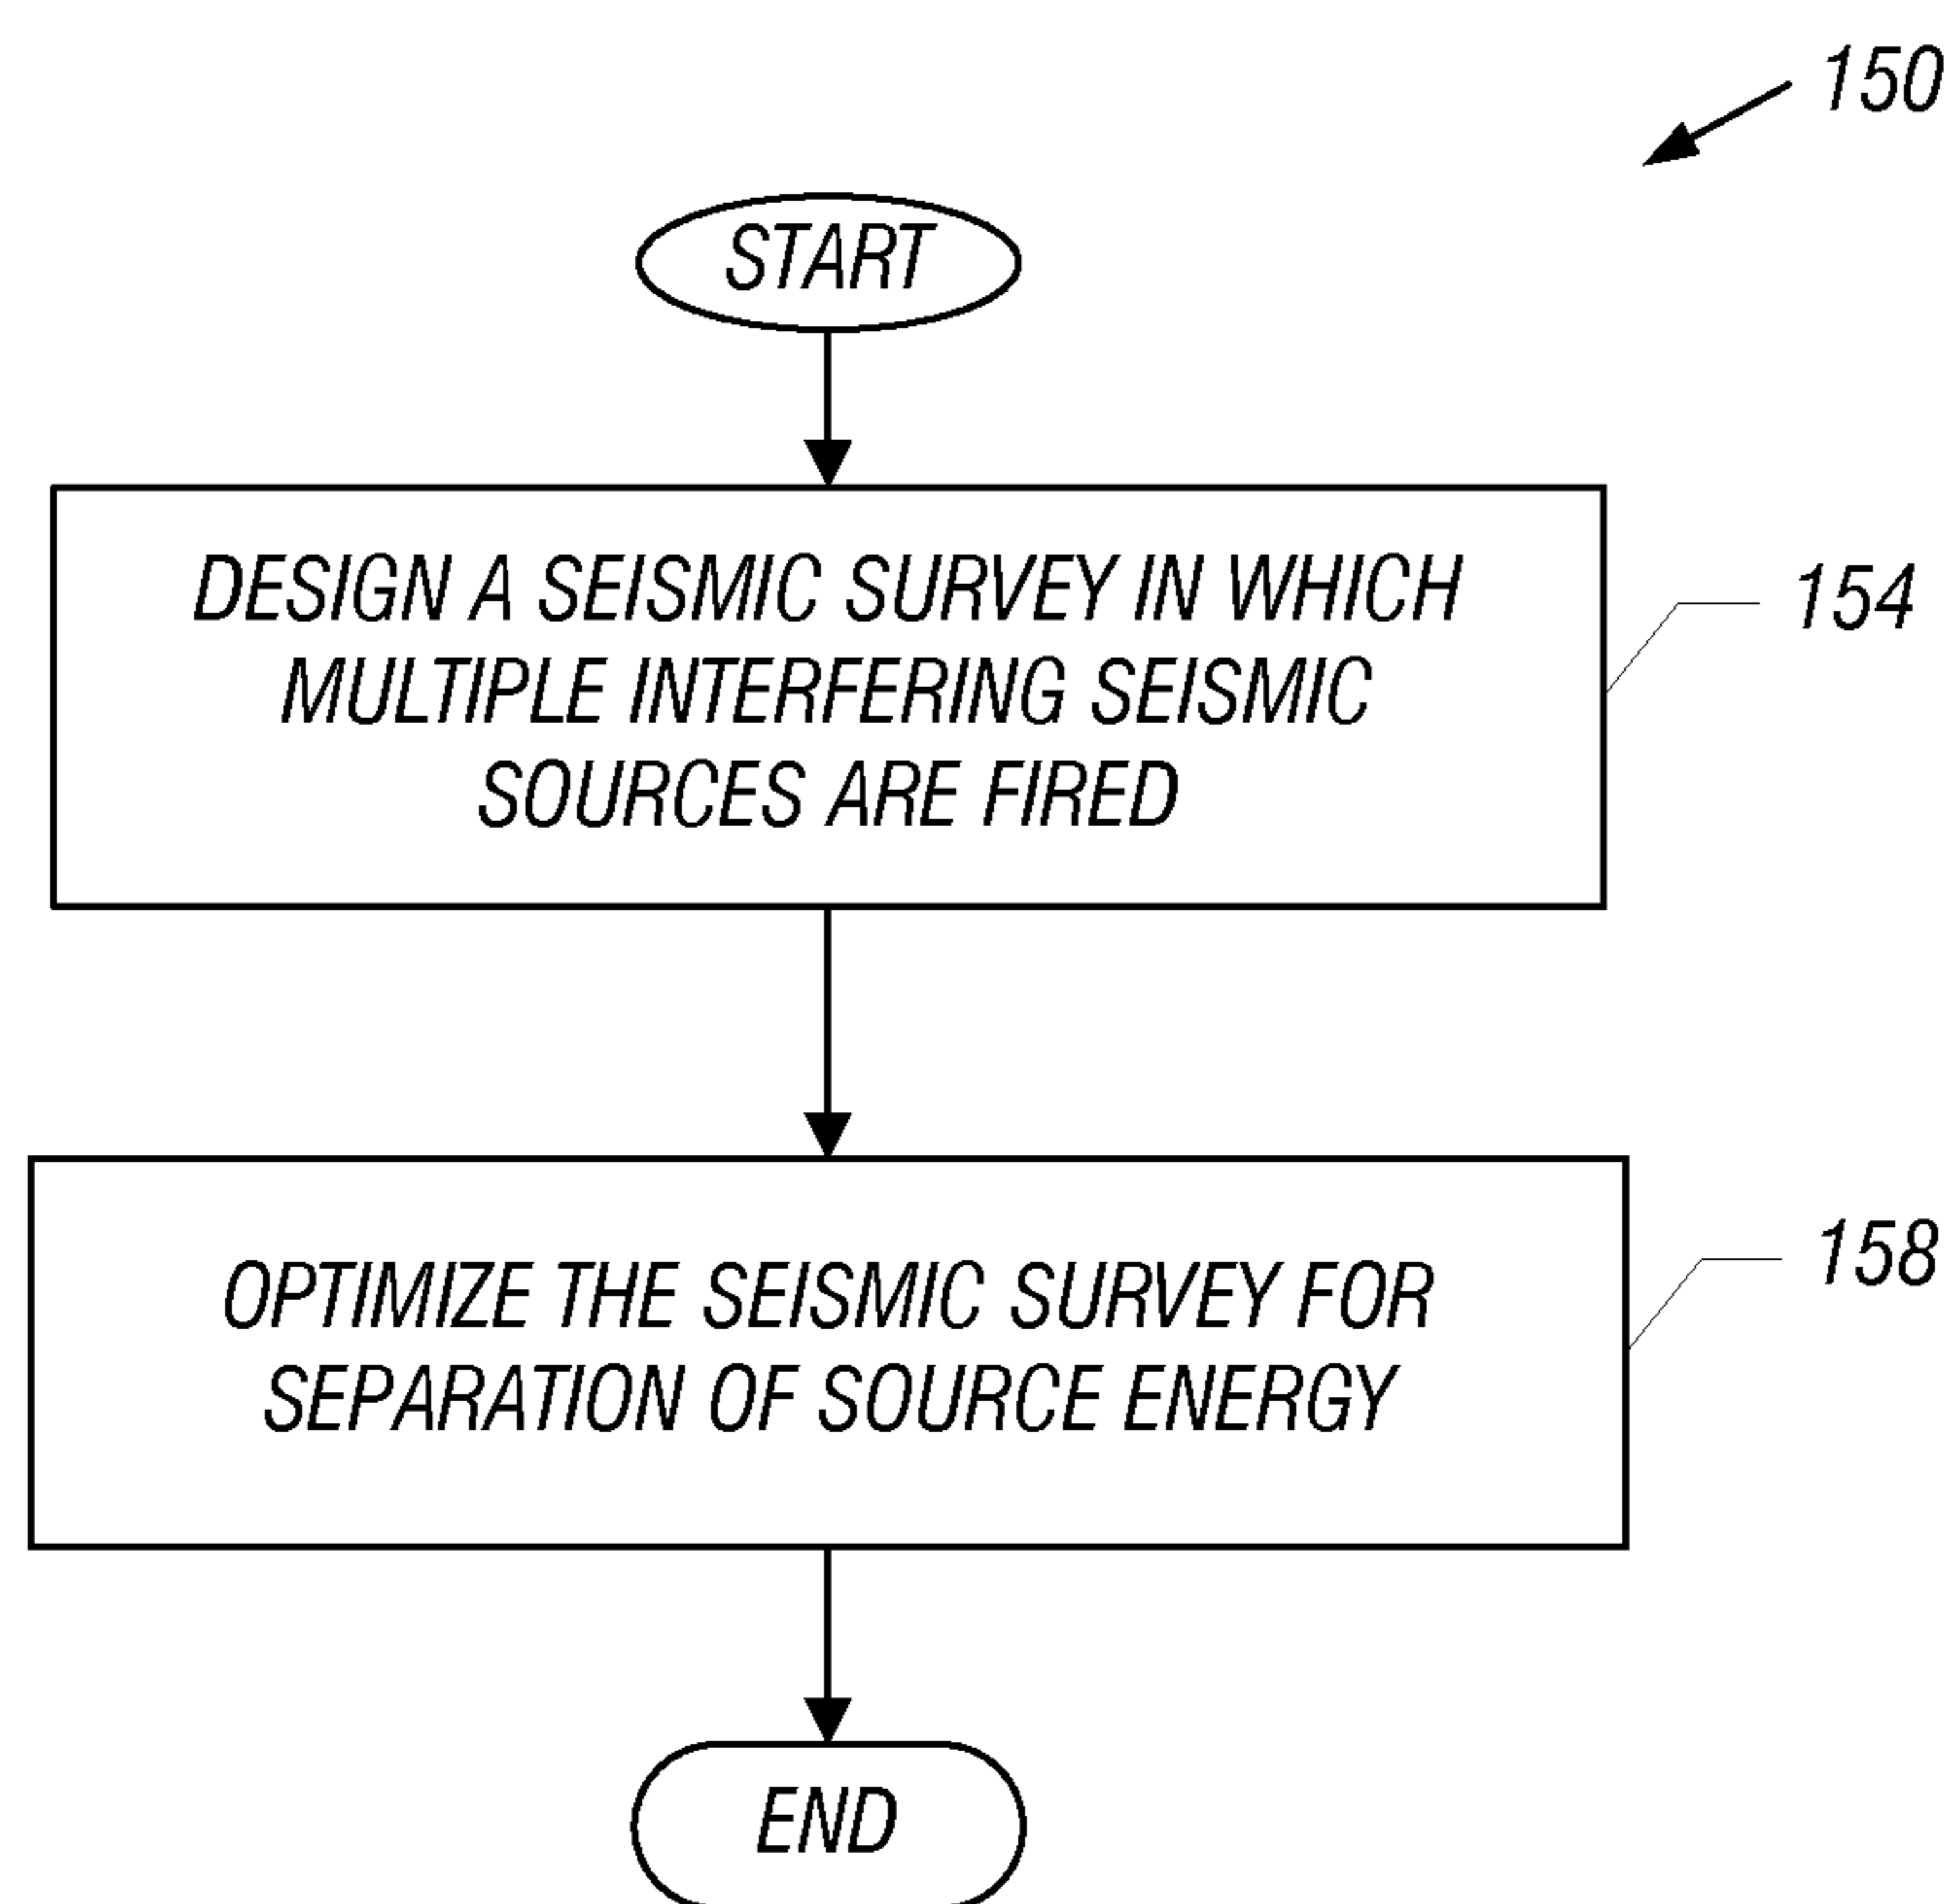 150
START
DESIGN A SEISMIC SURVEY IN WHICH
MULTIPLE INTERFERING SEISMIC
SOURCES ARE FIRED
154
OPTIMIZE THE SEISMIC SURVEY FOR
SEPARATION OF SOURCE ENERGY
158
END